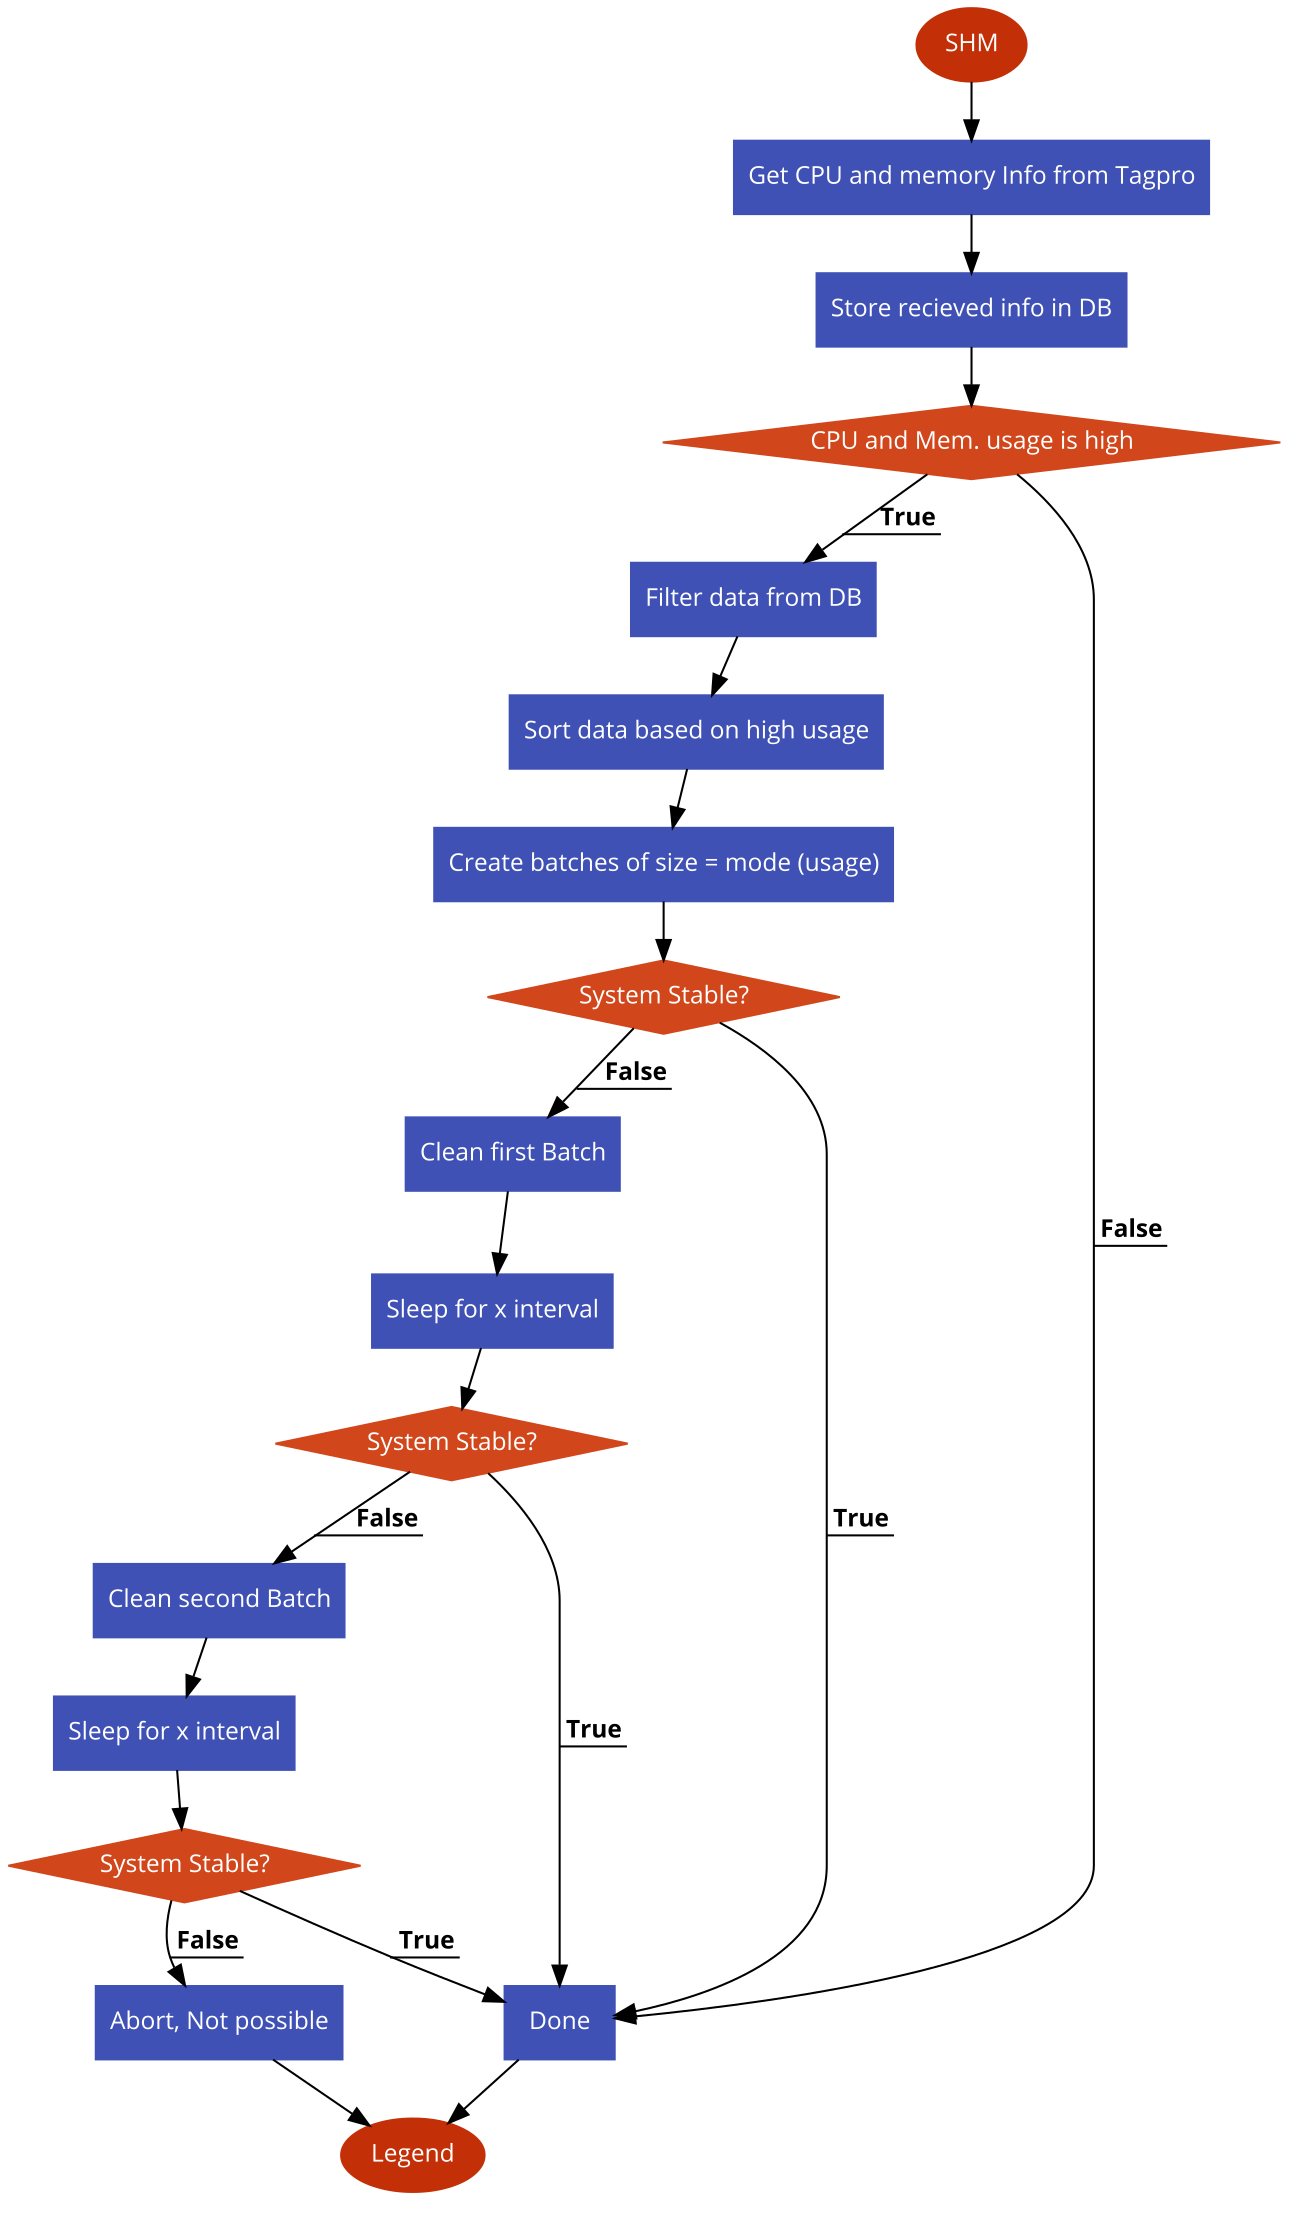 SHM
Get CPU and memory Info from Tagpro
Store recieved info in DB
CPU and Mem. usage is high
True
Filter data from DB
Sort data based on high usage
Create batches of size = mode (usage)
System Stable?
False
Clean first Batch
False
Sleep for x interval
System Stable?
False
True
Clean second Batch
Sleep for x interval
True
System Stable?
False
True
Abort, Not possible
Done
Legend